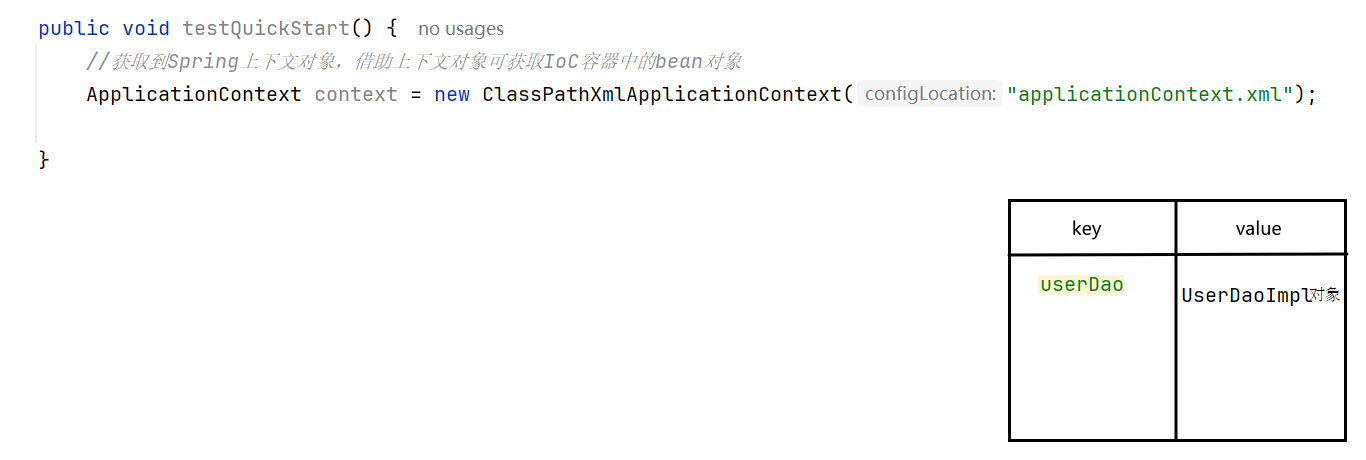 public void testQuickStart() { no usages
//获取到Spring上下文对象，借助上下文对象可获取IoC容器中的bean对象
ApplicationContext context = new ClassPathXmlApplicationContext( configLocation: "applicationContext.xml");
}
key value
userDao UserDaoImpl对象